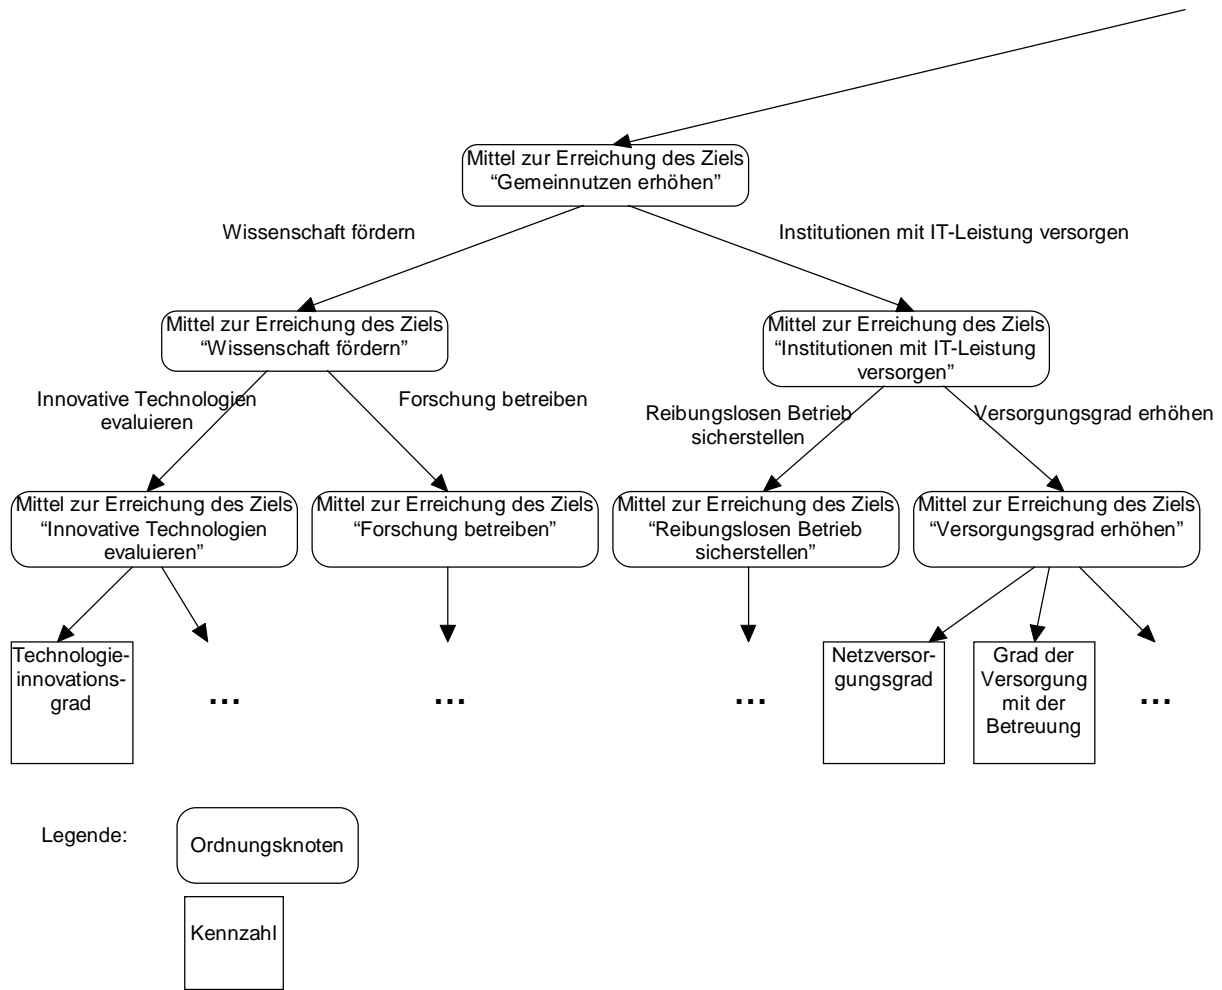 Mittel zur Erreichung des Ziels
“Gemeinnutzen erhöhen”
Wissenschaft fördern
Institutionen mit IT-Leistung versorgen
Mittel zur Erreichung des Ziels
“Wissenschaft fördern”
Mittel zur Erreichung des Ziels
“Institutionen mit IT-Leistung
versorgen”
Innovative Technologien
evaluieren
Forschung betreiben
Reibungslosen Betrieb
sicherstellen
Versorgungsgrad erhöhen
Mittel zur Erreichung des Ziels
“Innovative Technologien
evaluieren”
Mittel zur Erreichung des Ziels
“Forschung betreiben”
Mittel zur Erreichung des Ziels
“Reibungslosen Betrieb
sicherstellen”
Mittel zur Erreichung des Ziels
“Versorgungsgrad erhöhen”
Technologie-
innovations-
grad
...
...
...
Netzversor-
gungsgrad
Grad der
Versorgung
mit der
Betreuung
...
Legende:
Ordnungsknoten
Kennzahl